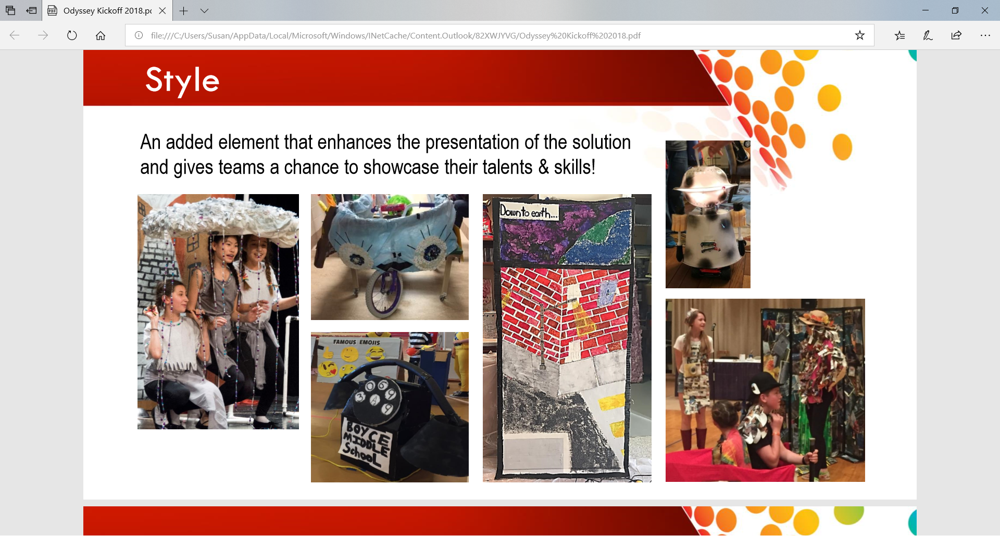 Odyssey Kickoff 2018.pc
file:///C:/Users/Susan/AppData/Local/Microsoft/Windows/INetCache/Content.Outlook/82XWJYVG/Odyssey%20Kickoff%202018.pdf
Style
An added element that enhances the presentation of the solution
and gives teams a chance to showcase their talents & skills!
Down to earth...
FAMOUS EMOJIS
BOYCE
MIDDLE
SchooL